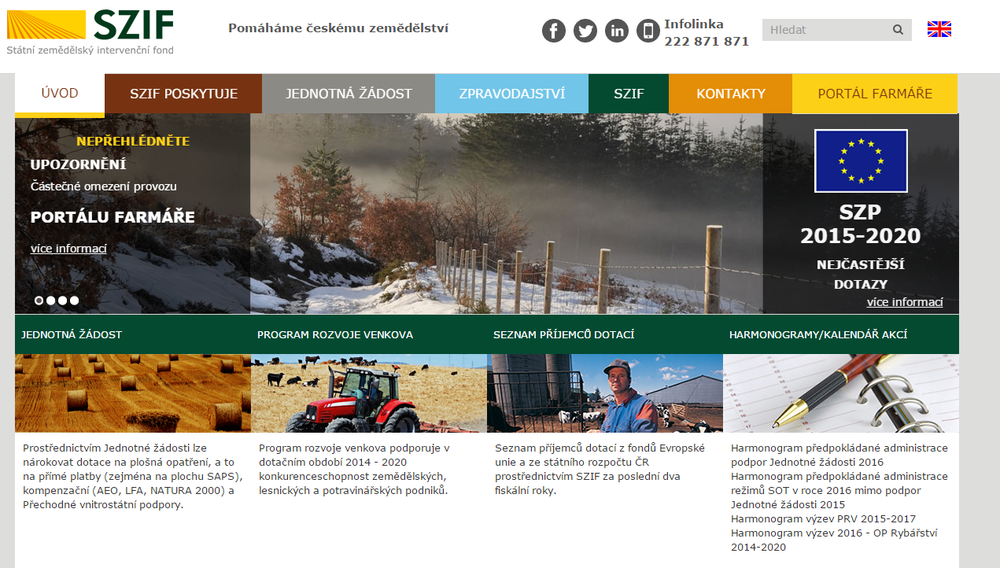 SZIF
Státní zemědělský intervenční fond
Pomáháme českému zemědělství
Infolinka
222 871 871
Hledat
ÚVOD
SZIF POSKYTUJE
JEDNOTNÁ ŽÁDOST
ZPRAVODAJSTVÍ
SZIF
KONTAKTY
PORTÁL FARMÁŘE
NEPŘEHLÉDNĚTE
UPOZORNĚNÍ
Částečné omezení provozu
PORTÁLU FARMÁŘE
více informací
SZP
2015-2020
NEJČASTĚJŠÍ
DOTAZY
více informací
JEDNOTNÁ ŽÁDOST
Prostřednictvím Jednotné žádosti lze
nárokovat dotace na plošná opatření, a to
na přímé platby (zejména na plochu SAPS),
kompenzační (AEO, LFA, NATURA 2000) a
Přechodné vnitrostátní podpory.
PROGRAM ROZVOJE VENKOVA
Program rozvoje venkova podporuje v
dotačním období 2014 - 2020
konkurenceschopnost zemědělských,
lesnických a potravinářských podniků.
SEZNAM PŘÍJEMCŮ DOTACÍ
Seznam příjemců dotací z fondů Evropské
unie a ze státního rozpočtu ČR
prostřednictvím SZIF za poslední dva
fiskální roky.
HARMONOGRAMY/KALENDÁŘ AKCÍ
Harmonogram předpokládané administrace
podpor Jednotné žádosti 2016
Harmonogram předpokládané administrace
režimů SOT v roce 2016 mimo podpor
Jednotné žádosti 2015
Harmonogram výzev PRV 2015-2017
Harmonogram výzev 2016 - OP Rybářství
2014-2020